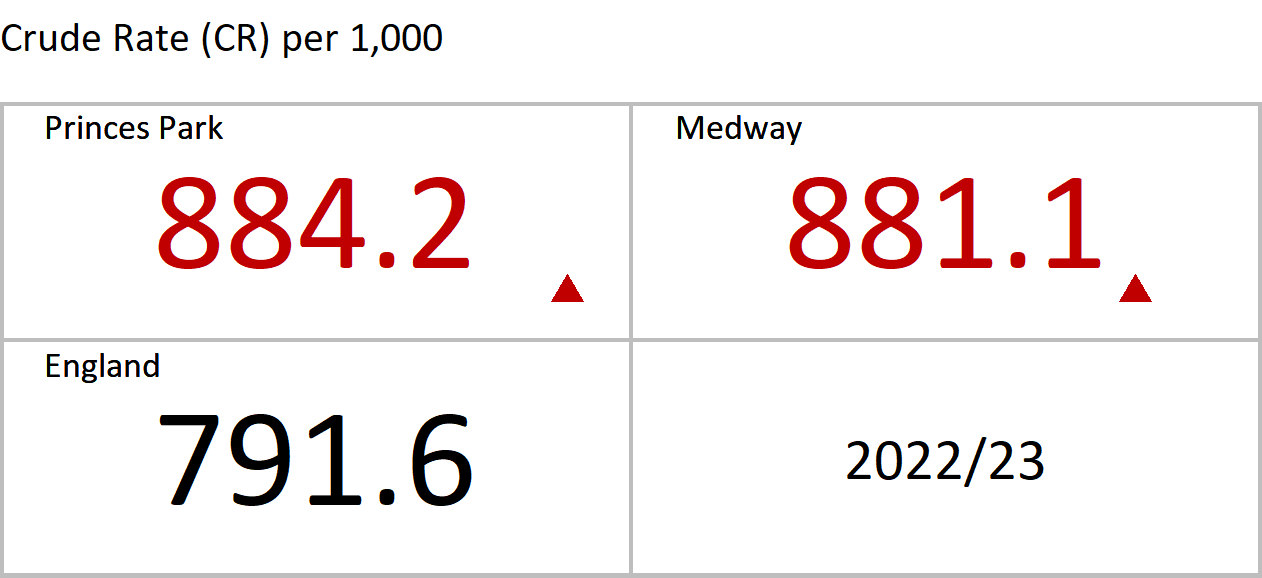 Crude Rate (CR) per 1,000
Princes Park
884.2
Medway
881.1
England
791.6
2022/23